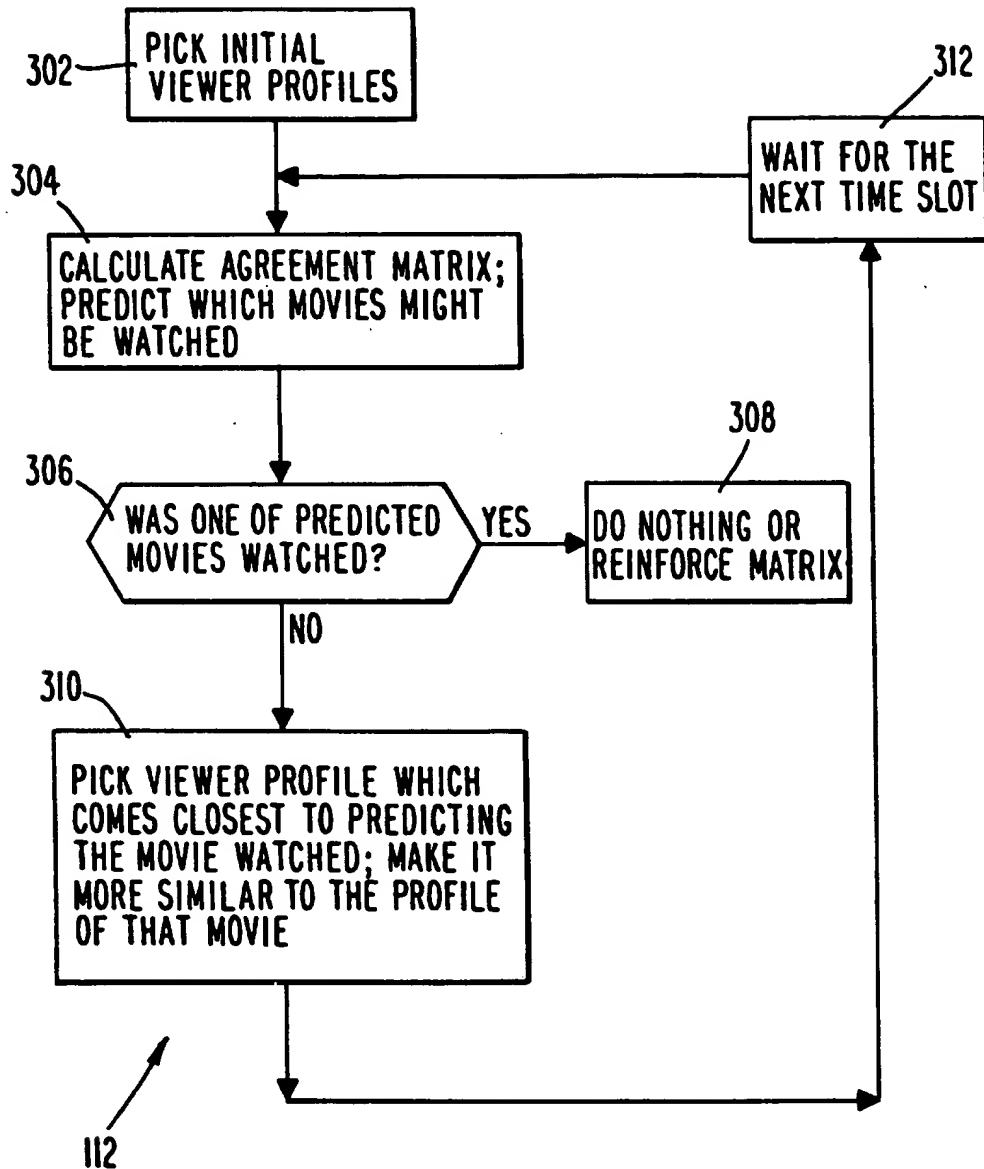 302
PICK INITIAL
VIEWER PROFILES
312
WAIT FOR THE
NEXT TIME SLOT
304
CALCULATE AGREEMENT MATRIX;
PREDICT WHICH MOVIES MIGHT
BE WATCHED
306
WAS ONE OF PREDICTED
MOVIES WATCHED?
YES
308
DO NOTHING OR
REINFORCE MATRIX
NO
310
PICK VIEWER PROFILE WHICH
COMES CLOSEST TO PREDICTING
THE MOVIE WATCHED; MAKE IT
MORE SIMILAR TO THE PROFILE
OF THAT MOVIE
112